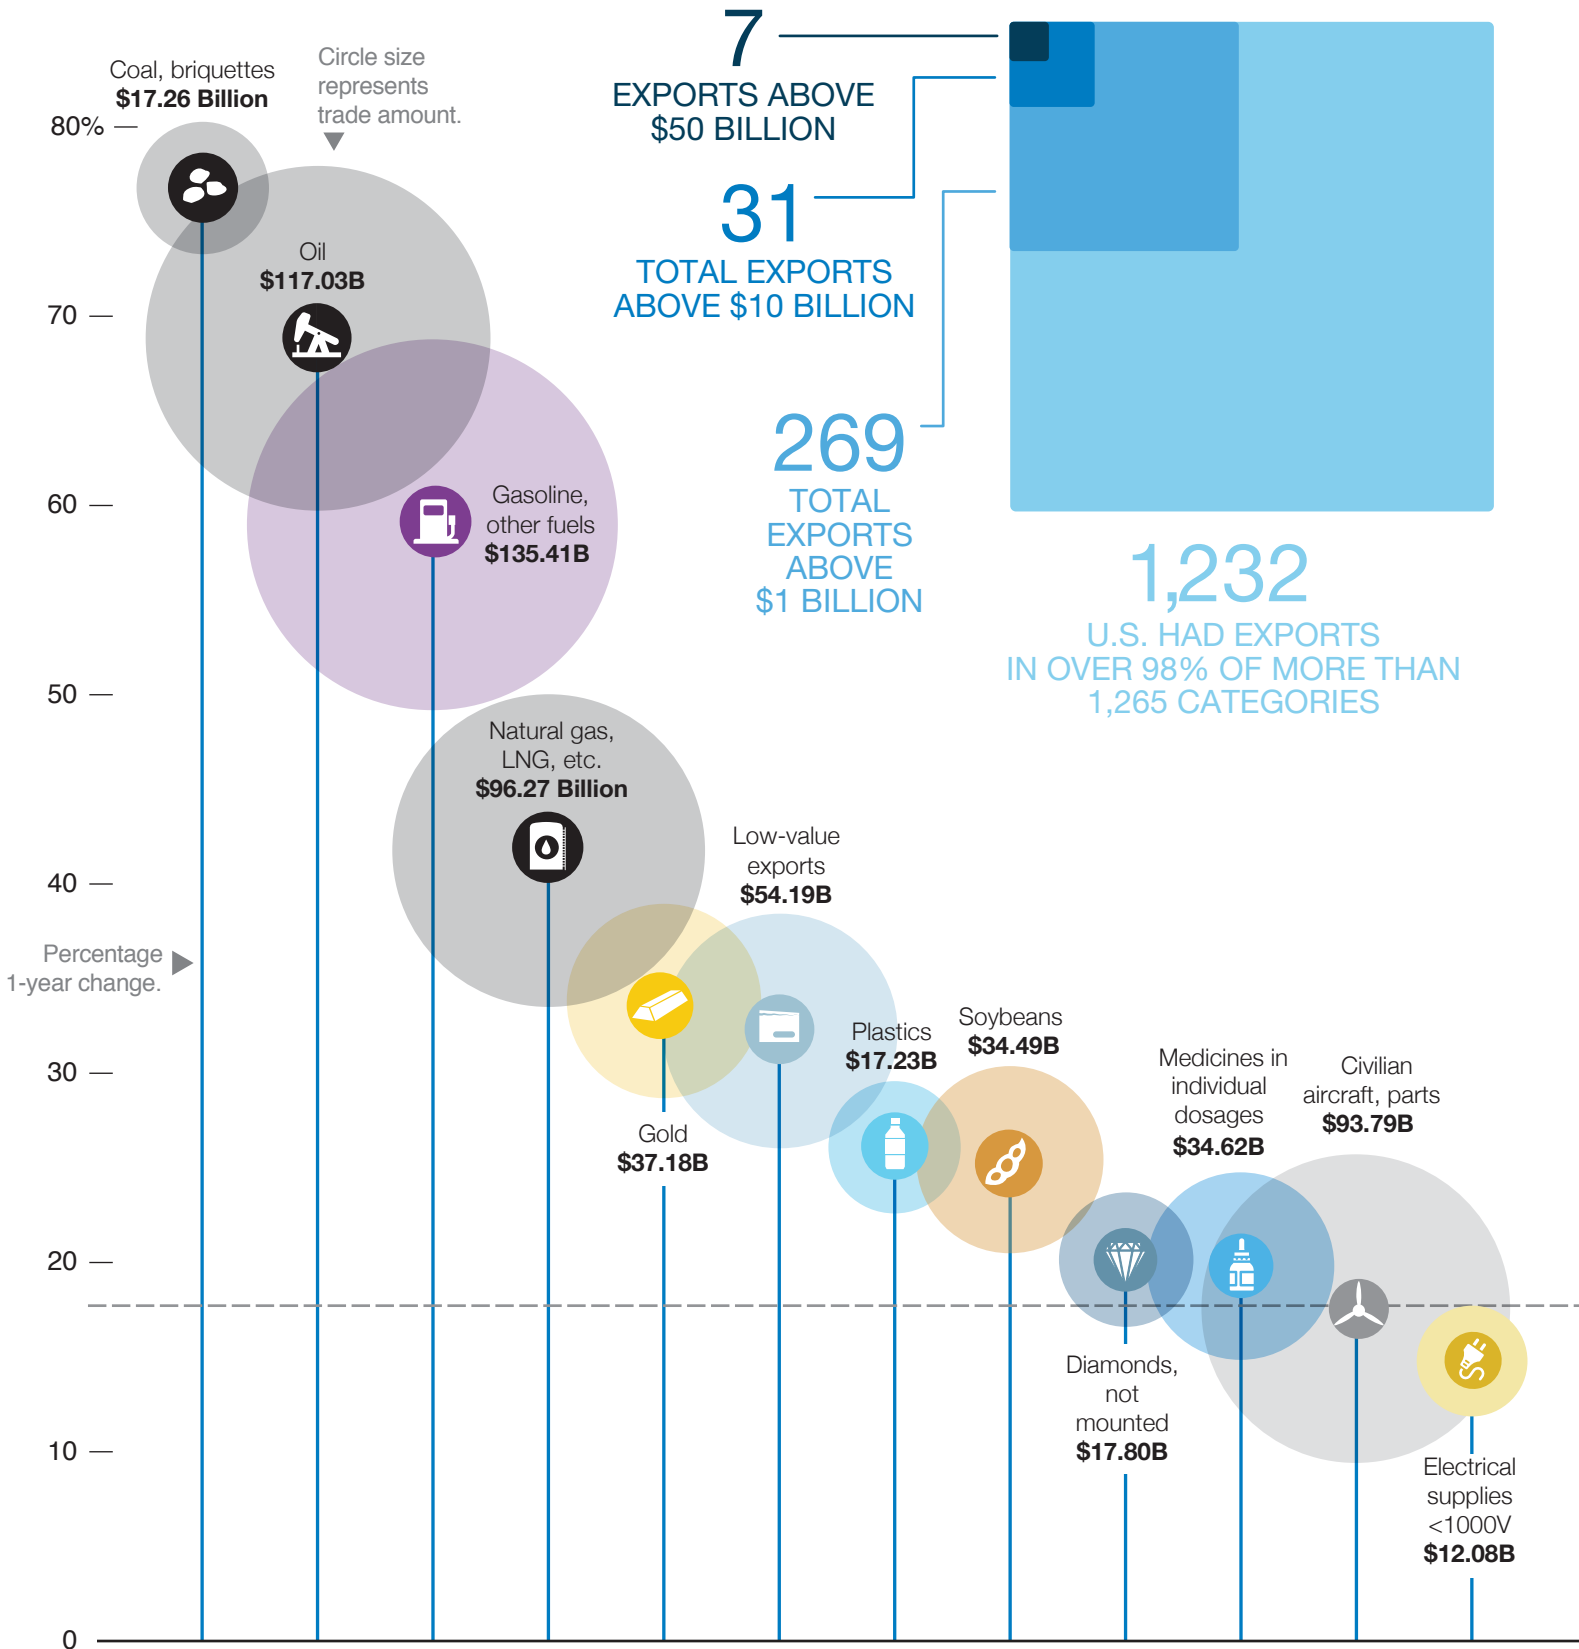 Coal, briquettes
$17.26 Billion
Circle size
represents
trade amount.
80%
70
60
50
40
30
20
10
0
Percentage
1-year change.
Oil
$117.03B
Gasoline,
other fuels
$135.41B
Natural gas,
LNG, etc.
$96.27 Billion
Gold
$37.18B
Low-value
exports
$54.19B
Plastics
$17.23B
Soybeans
$34.49B
Diamonds,
not
mounted
$17.80B
Medicines in
individual
dosages
$34.62B
Civilian
aircraft, parts
$93.79B
Electrical
supplies
<1000V
$12.08B
7
EXPORTS ABOVE
$50 BILLION
31
TOTAL EXPORTS
ABOVE $10 BILLION
269
TOTAL
EXPORTS
ABOVE
$1 BILLION
1,232
U.S. HAD EXPORTS
IN OVER 98% OF MORE THAN
1,265 CATEGORIES